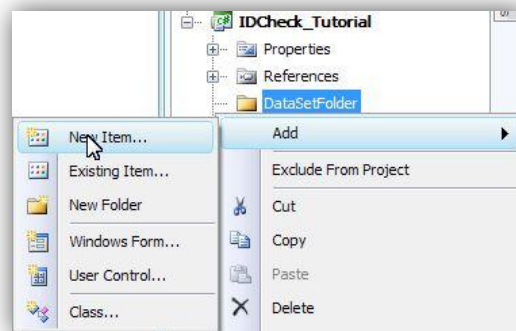 IDCheck_Tutorial
Properties
References
DataSetFolder
Add
Exclude From Project
Cut
Copy
Paste
Delete
New Item...
Existing Item...
New Folder
Windows Form...
User Control...
Class...